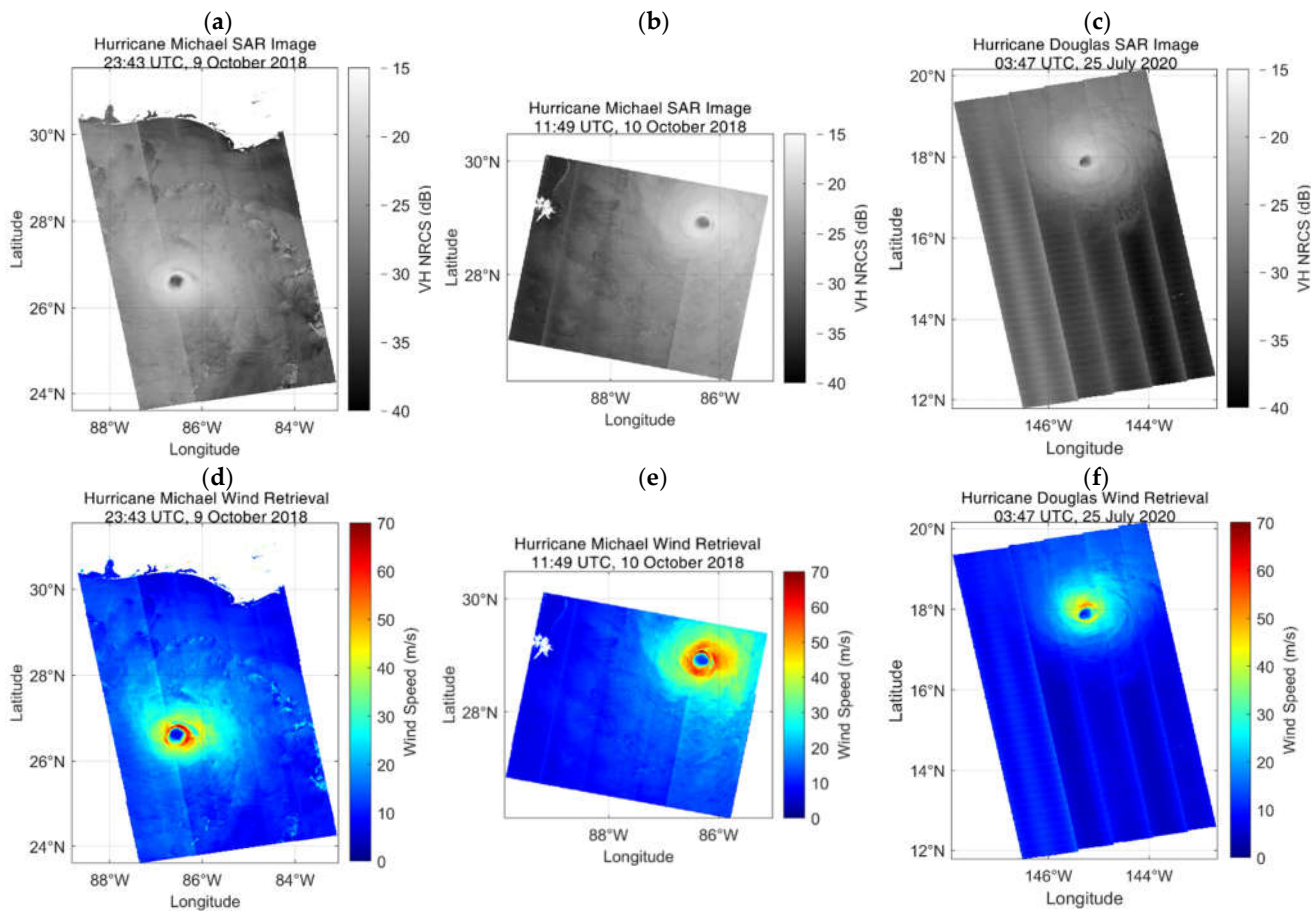 (a)
Hurricane Michael SAR Image
23:43 UTC, 9 October 2018
30°N
28°N
26°N
24°N
Latitude
88°W 86°W 84°W
Longitude
−15
−20
−25
−30
−35
−40
VH NRCS (dB)
(b)
Hurricane Michael SAR Image
11:49 UTC, 10 October 2018
30°N
28°N
Latitude
88°W 86°W
Longitude
−15
−20
−25
−30
−35
−40
VH NRCS (dB)
(c)
Hurricane Douglas SAR Image
03:47 UTC, 25 July 2020
20°N
18°N
16°N
14°N
12°N
Latitude
146°W 144°W
Longitude
−15
−20
−25
−30
−35
−40
VH NRCS (dB)
(d)
Hurricane Michael Wind Retrieval
23:43 UTC, 9 October 2018
30°N
28°N
26°N
24°N
Latitude
88°W 86°W 84°W
Longitude
70
60
50
40
30
20
10
0
Wind Speed (m/s)
(e)
Hurricane Michael Wind Retrieval
11:49 UTC, 10 October 2018
30°N
28°N
Latitude
88°W 86°W
Longitude
70
60
50
40
30
20
10
0
Wind Speed (m/s)
(f)
Hurricane Douglas Wind Retrieval
03:47 UTC, 25 July 2020
20°N
18°N
16°N
14°N
12°N
Latitude
146°W 144°W
Longitude
70
60
50
40
30
20
10
0
Wind Speed (m/s)